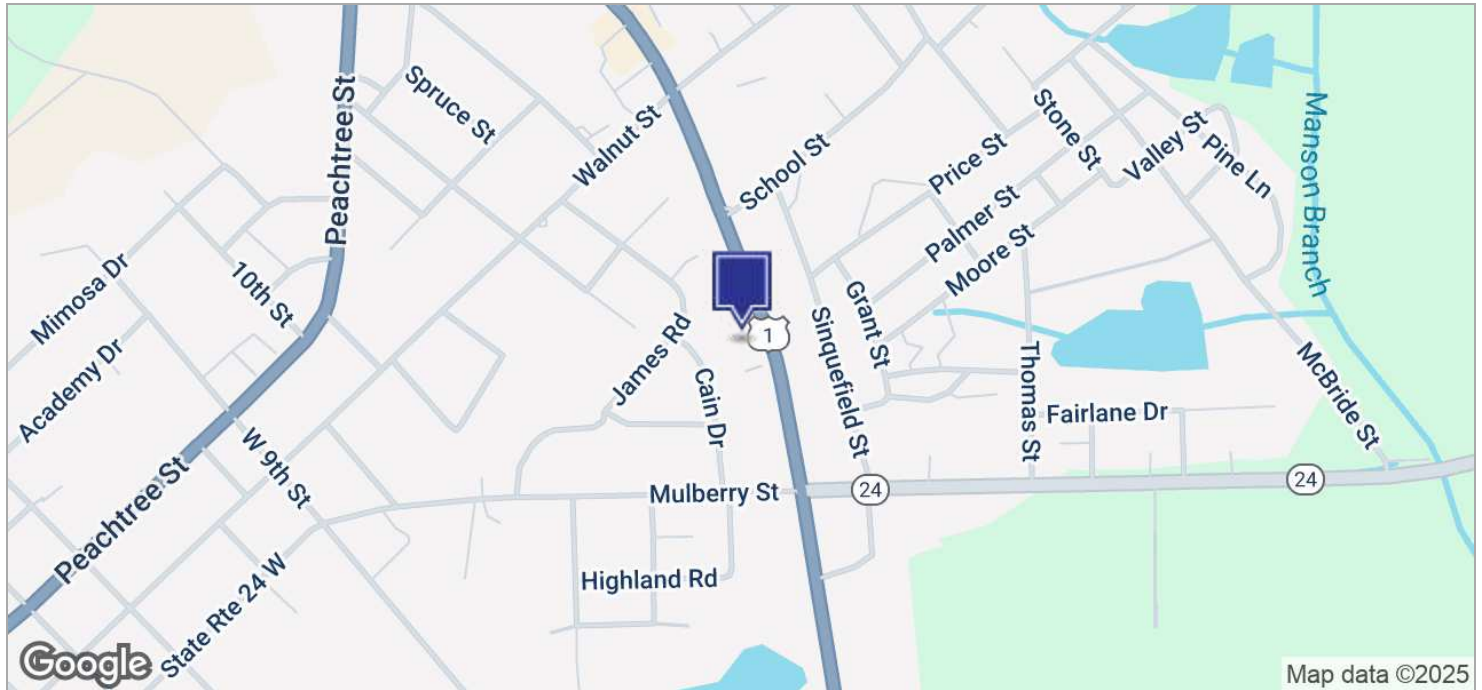 Peachtree St
Spruce St
Walnut St
School St
Price St
Stone St
Valley St
Pine Ln
Manson Branch
Palmer St
Moore St
Mimosa Dr
10th St
Academy Dr
James Rd
Cain Dr
1
Sinquefield St
Grant St
Thomas St
Fairlane Dr
McBride St
W 9th St
Peachtree St
Mulberry St
24
24
State Rte 24 W
Highland Rd
Google
Map data ©2025